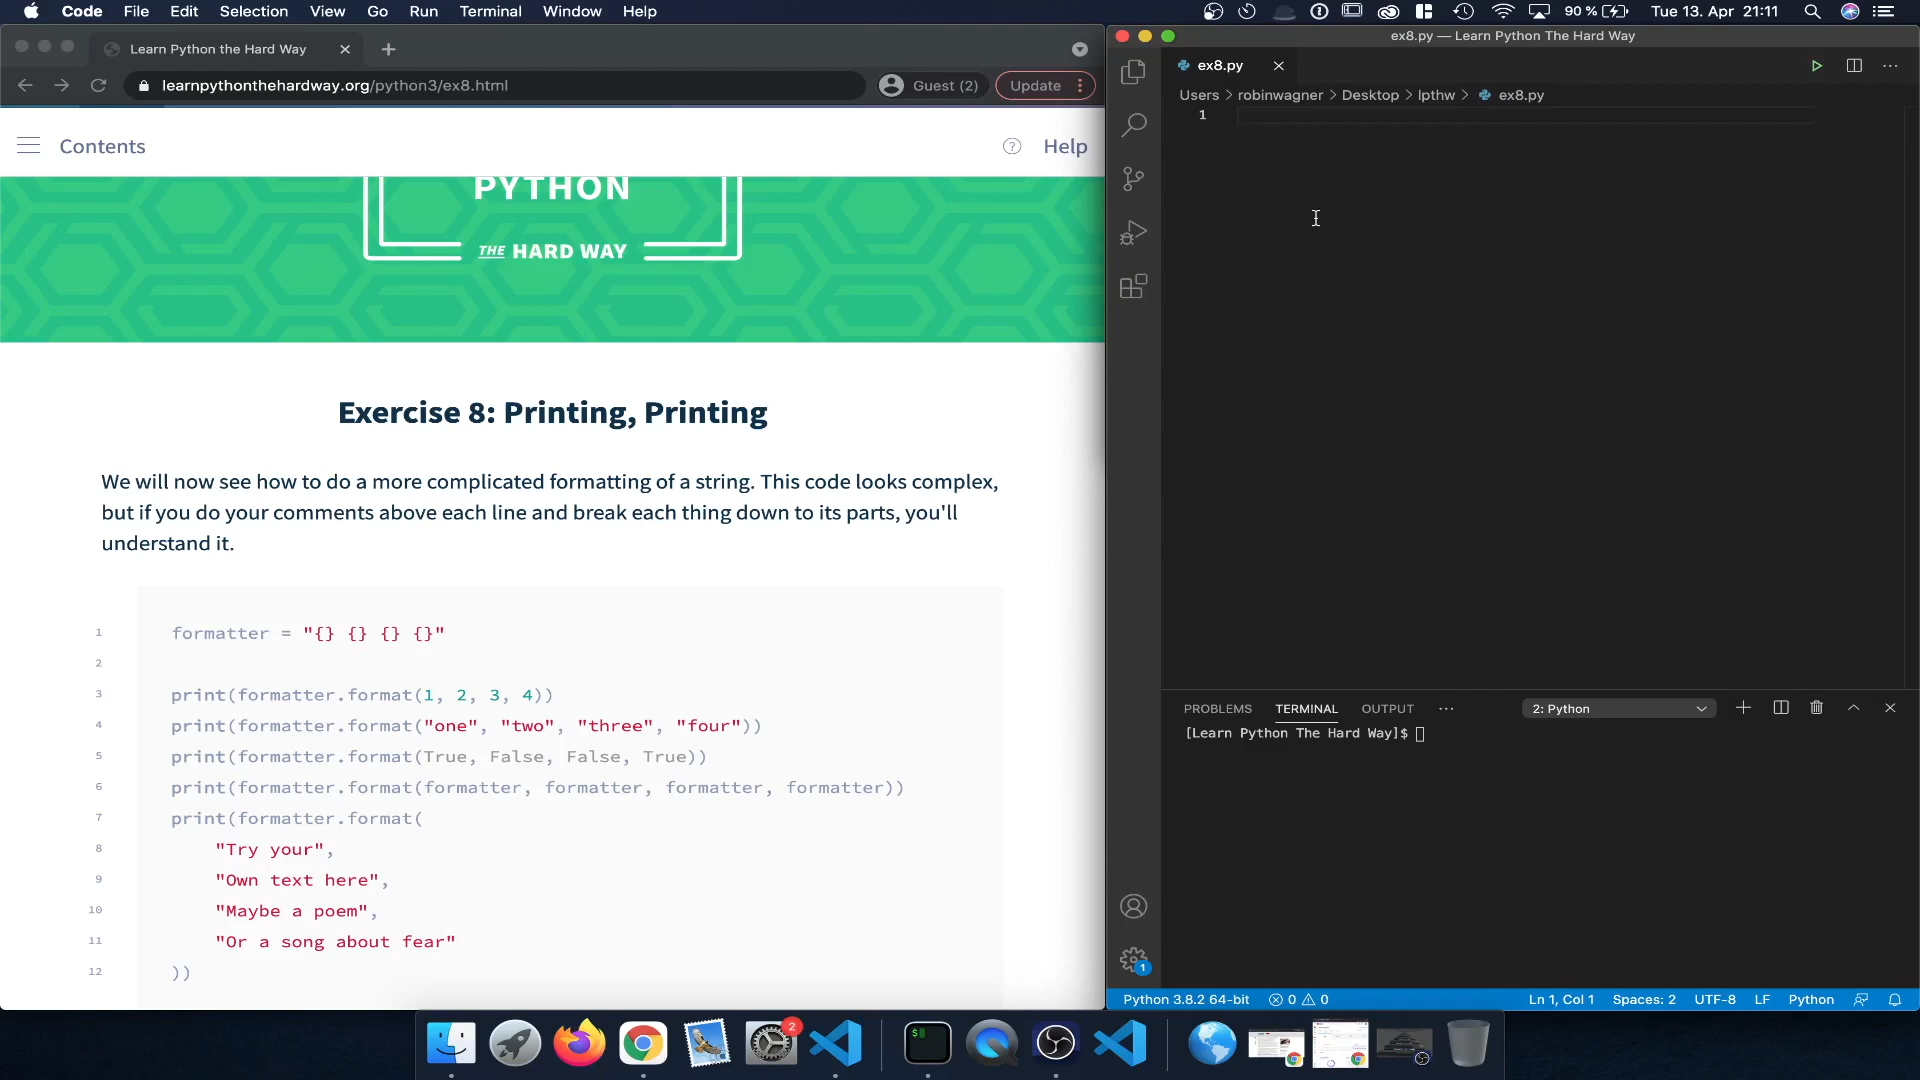 Code File Edit Selection View Go Run Terminal Window Help
90 % Tue 13. Apr 21:11
Learn Python the Hard Way
learnpythonthehardway.org/python3/ex8.html
Guest (2)
Update
Contents
Help
PYTHON
THE HARD WAY
Exercise 8: Printing, Printing
We will now see how to do a more complicated formatting of a string. This code looks complex,
but if you do your comments above each line and break each thing down to its parts, you'll
understand it.
1 formatter = "{} {} {} {}"
2
3 print(formatter.format(1, 2, 3, 4))
4 print(formatter.format("one", "two", "three", "four"))
5 print(formatter.format(True, False, False, True))
6 print(formatter.format(formatter, formatter, formatter, formatter))
7 print(formatter.format(
8 "Try your",
9 "Own text here",
10 "Maybe a poem",
11 "Or a song about fear"
12 ))
ex8.py — Learn Python The Hard Way
ex8.py
Users > robinwagner > Desktop > lpthw > ex8.py
1
PROBLEMS TERMINAL OUTPUT ··· 2: Python
[Learn Python The Hard Way]$
1
Python 3.8.2 64-bit 0 0 Ln 1, Col 1 Spaces: 2 UTF-8 LF Python
2
$